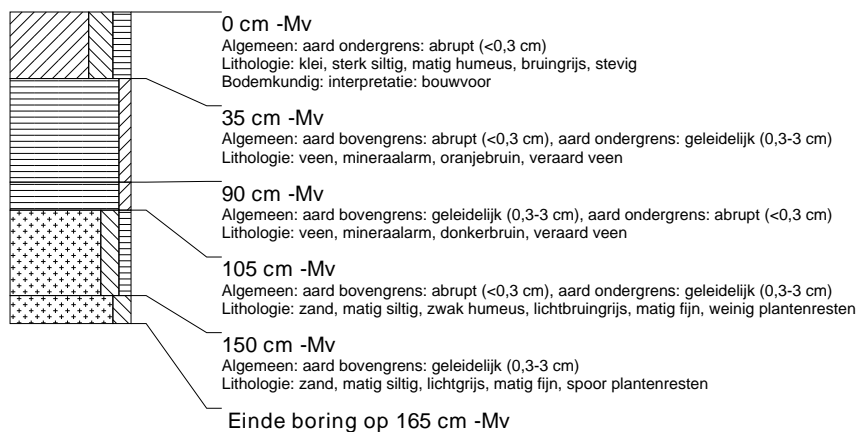 0 cm -Mv
Algemeen: aard ondergrens: abrupt (<0,3 cm)
Lithologie: klei, sterk siltig, matig humeus, bruingrijs, stevig
Bodemkundig: interpretatie: bouwvoor
35 cm -Mv
Algemeen: aard bovengrens: abrupt (<0,3 cm), aard ondergrens: geleidelijk (0,3-3 cm)
Lithologie: veen, mineraalarm, oranjebruin, veraard veen
90 cm -Mv
Algemeen: aard bovengrens: geleidelijk (0,3-3 cm), aard ondergrens: abrupt (<0,3 cm)
Lithologie: veen, mineraalarm, donkerbruin, veraard veen
105 cm -Mv
Algemeen: aard bovengrens: abrupt (<0,3 cm), aard ondergrens: geleidelijk (0,3-3 cm)
Lithologie: zand, matig siltig, zwak humeus, lichtbruingrijs, matig fijn, weinig plantenresten
150 cm -Mv
Algemeen: aard bovengrens: geleidelijk (0,3-3 cm)
Lithologie: zand, matig siltig, lichtgrijs, matig fijn, spoor plantenresten
Einde boring op 165 cm -Mv